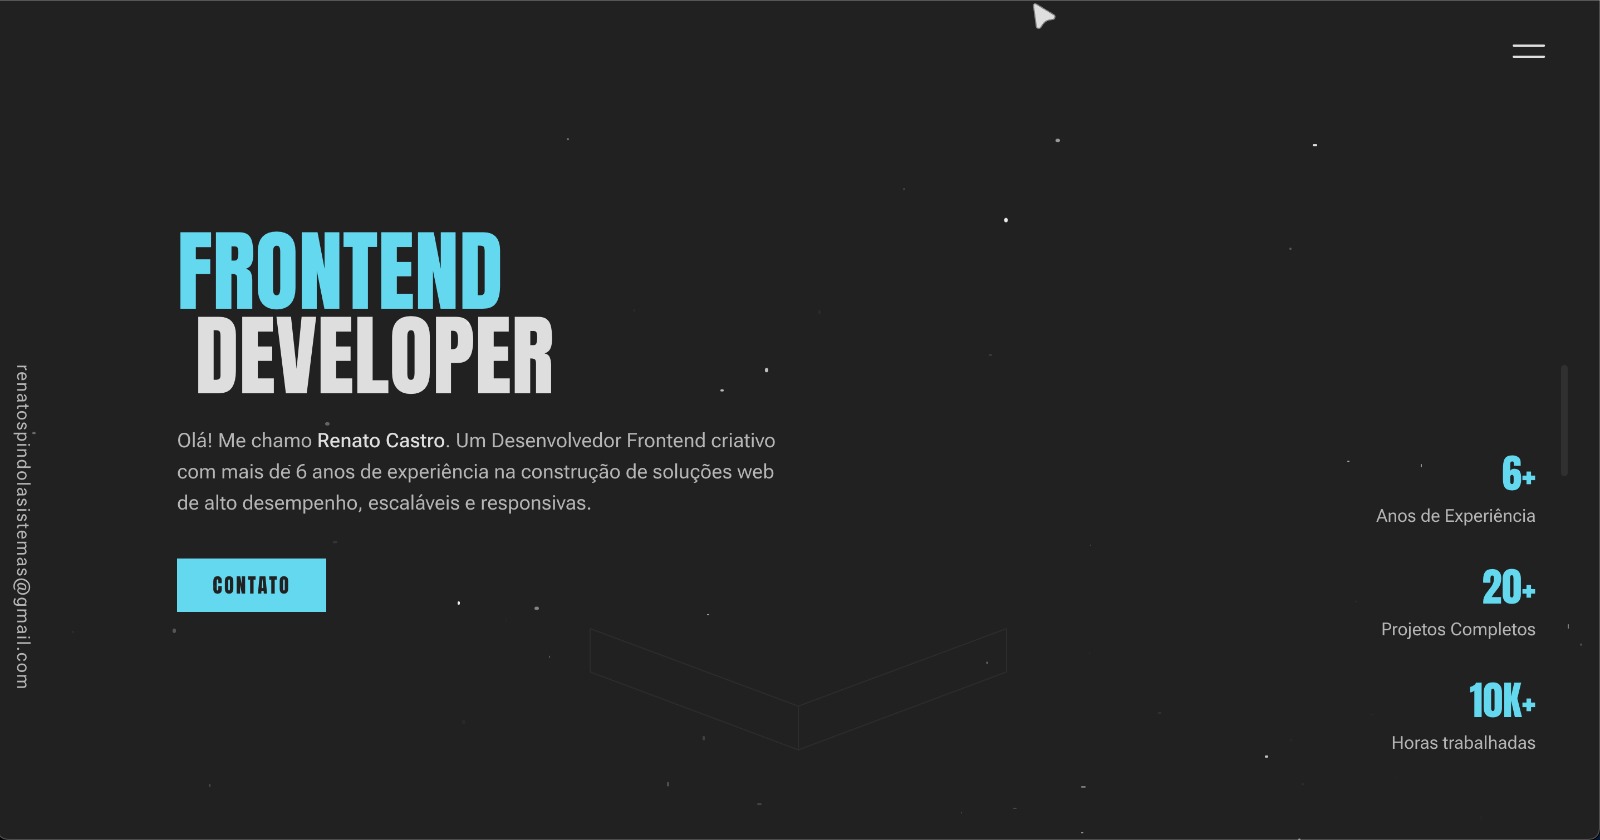 FRONTEND
DEVELOPER
Olá! Me chamo Renato Castro. Um Desenvolvedor Frontend criativo
com mais de 6 anos de experiência na construção de soluções web
de alto desempenho, escaláveis e responsivas.
CONTATO
renatospindolasistemas@gmail.com
6+
Anos de Experiência
20+
Projetos Completos
10K+
Horas trabalhadas